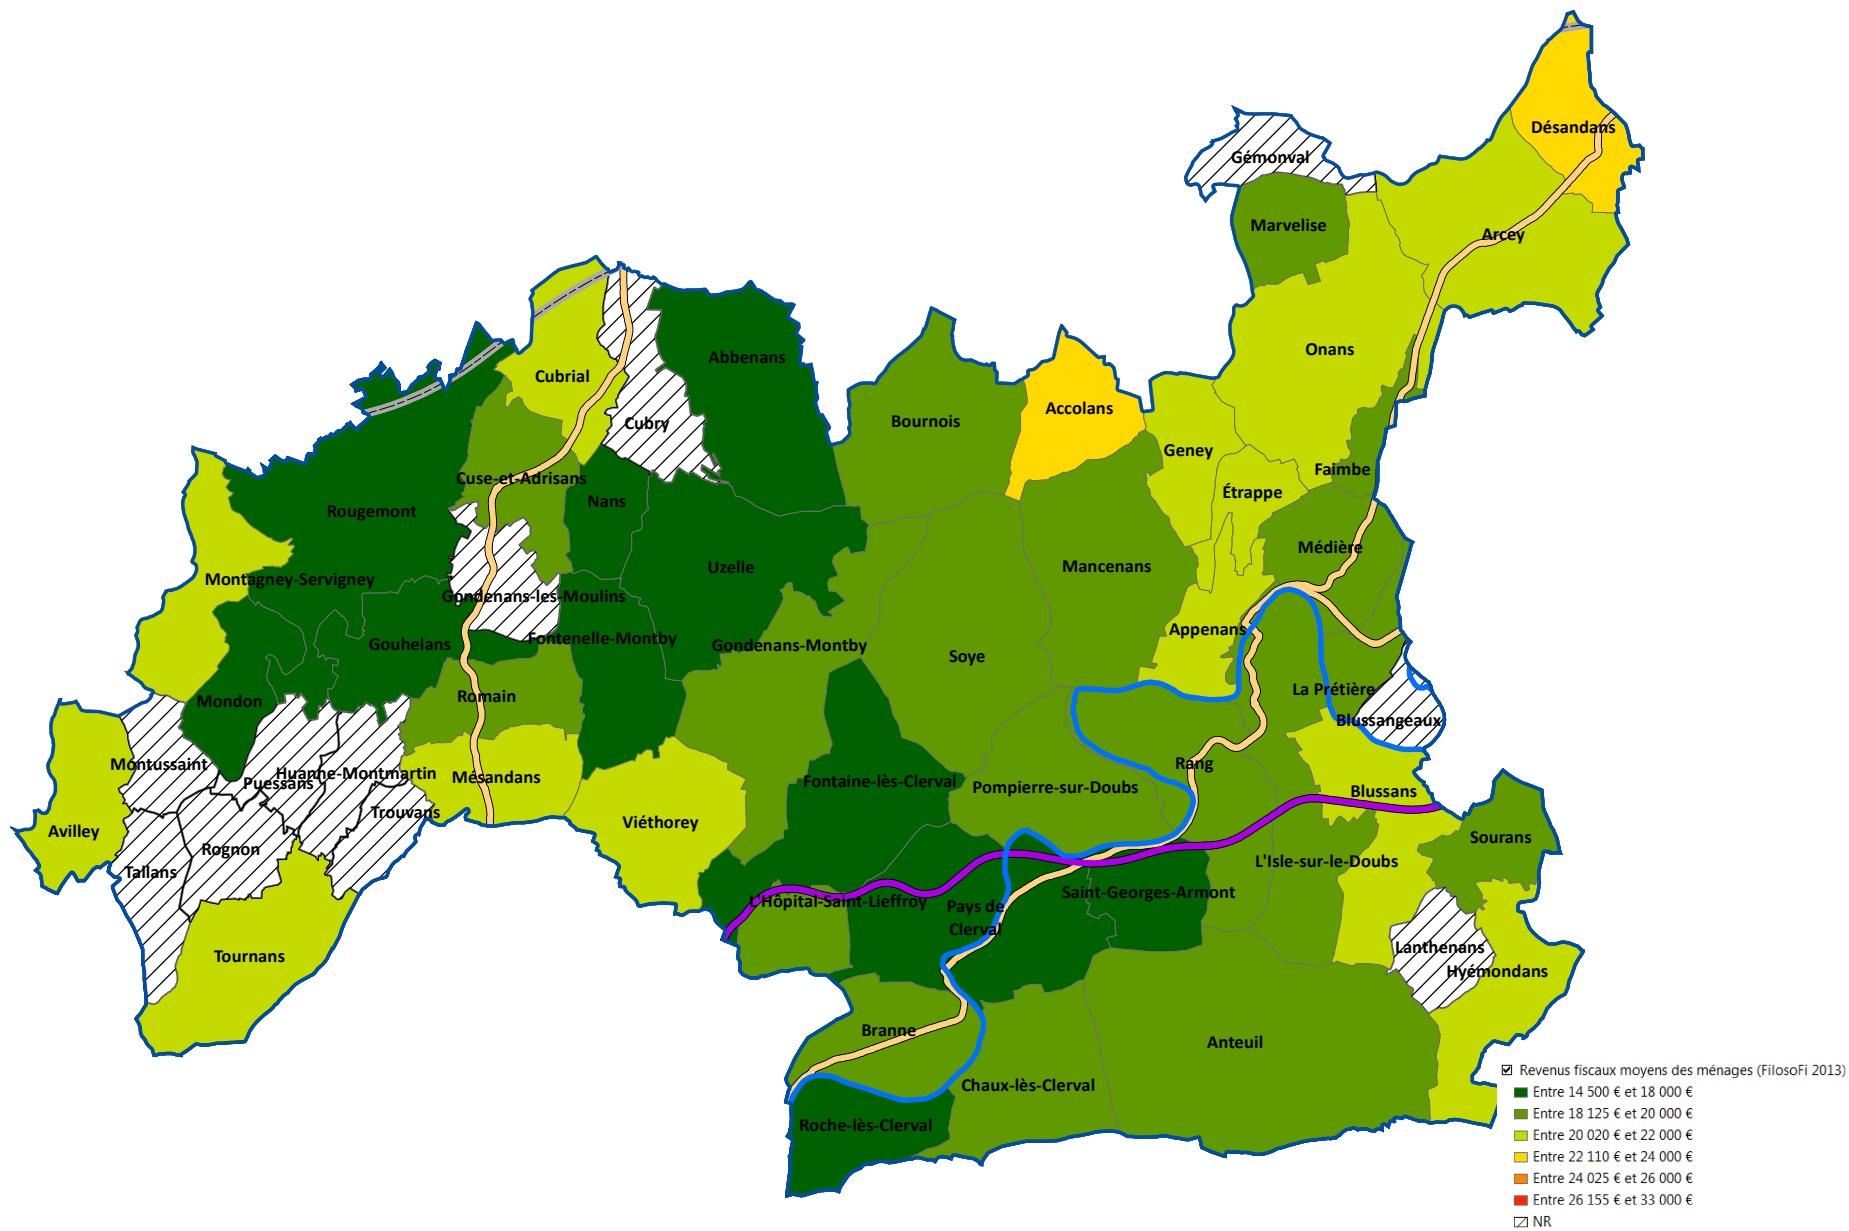 Désandans
Gémonval
Marvelise
Arcey
Onans
Abbenans
Cubrial
Accolans
Bournois
Cubry
Geney
Faimbe
Cuse-et-Adrisans
Étrappe
Nans
Rougemont
Médière
Uzelle
Mancenans
Montagney-Servigney
Gondenans-les-Moulins
Appenans
Fontenelle-Montby
Gouhelans
Gondenans-Montby
Soye
La Prétière
Romain
Mondon
Blussangeaux
Montussaint
Rang
Huanne-Montmartin
Mésandans
Puessans
Fontaine-lès-Clerval
Pompierre-sur-Doubs
Blussans
Trouvans
Viéthorey
Avilley
Sourans
Rognon
L'Isle-sur-le-Doubs
Tallans
Saint-Georges-Armont
L'Hôpital-Saint-Lieffroy
Pays de
Clerval
Lanthenans
Tournans
Hyémondans
Branne
Anteuil
Chaux-lès-Clerval
Roche-lès-Clerval
Revenus fiscaux moyens des ménages (FilosoFi 2013)
Entre 14 500 € et 18 000 €
Entre 18 125 € et 20 000 €
Entre 20 020 € et 22 000 €
Entre 22 110 € et 24 000 €
Entre 24 025 € et 26 000 €
Entre 26 155 € et 33 000 €
NR